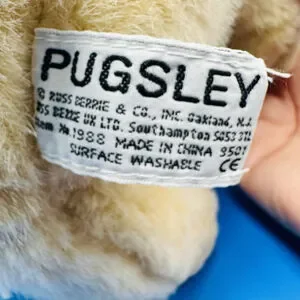 PUGSLEY
© RUSS BERRIE & CO., INC. Oakland, N.J.
RUSS BERRIE UK LTD. Southampton SO53 3TL
Item № 1988 MADE IN CHINA 9501
SURFACE WASHABLE CE